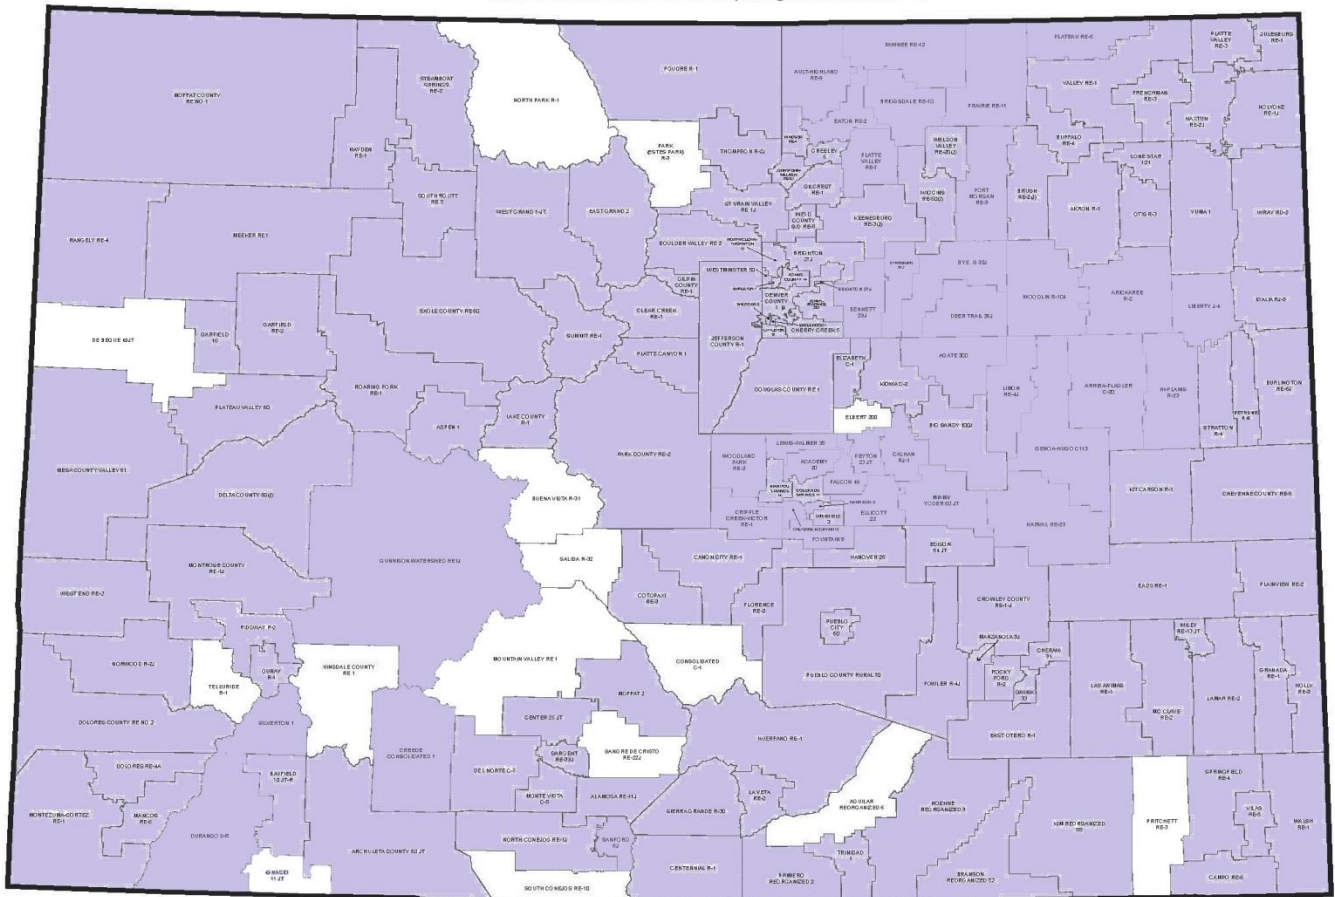 MOFFAT COUNTY
RE:NO 1
STEAMBOAT
SPRINGS
RE-2
NORTH PARK R-1
POUDRE R-1
AULT-HIGHLAND
RE-9
PAWNEE RE-12
BRIGGSDALE RE-10
PRAIRIE RE-11
PLATEAU RE-5
PLATTE
VALLEY
RE-3
JULESBURG
RE-1
VALLEY RE-1
FRENCHMAN
RE-3
HAXTUN
RE-2J
HOLYOKE
RE-1J
HAYDEN
RE-1
PARK
(ESTES PARK)
R-3
THOMPSON R-2J
WINDSOR
EATON RE-2
GREELEY
6
PLATTE
VALLEY
RE-7
WELDON
VALLEY
RE-20(J)
BUFFALO
RE-4
LONE STAR
101
SOUTH ROUTT
RE 3
WEST GRAND 1-JT.
EAST GRAND 2
ST VRAIN VALLEY
RE 1J
GILCREST
RE-1
WIGGINS
RE-50(J)
FORT
MORGAN
RE-3
BRUSH
RE-2(J)
AKRON R-1
OTIS R-3
YUMA 1
WRAY RD-2
RANGELY RE-4
MEEKER RE1
BOULDER VALLEY RE 2
WELD
COUNTY
KEENESBURG
RE-3(J)
BRIGHTON
27J
GILPIN
COUNTY
RE-1
WESTMINSTER 50
DENVER
COUNTY
1
BRIGHTON 27J
BENNETT
29J
DEER TRAIL 26J
WOODLIN R-104
ARICKAREE
R-2
LIBERTY J-4
IDALIA RJ-3
DE BEQUE 49JT
GARFIELD
16
GARFIELD
RE-2
EAGLE COUNTY RE50
SUMMIT RE-1
CLEAR CREEK
RE-1
JEFFERSON
COUNTY R-1
CHERRY CREEK 5
PLATTE CANYON 1
ROARING FORK
RE-1
DOUGLAS COUNTY RE 1
ELIZABETH
C-1
KIOWA C-2
AGATE 300
LIMON
RE-4J
ARRIBA-FLAGLER
C-20
HI-PLAINS
R-23
STRATTON
R-4
BURLINGTON
RE-6J
PLATEAU VALLEY 50
ASPEN 1
LAKE COUNTY
R-1
ELBERT 200
BIG SANDY 100J
GENOA-HUGO C113
MESA COUNTY VALLEY 51
DELTA COUNTY 50(J)
BUENA VISTA R-31
PARK COUNTY RE-2
WOODLAND
PARK
RE-2
LEWIS-PALMER 38
ACADEMY
20
PEYTON
23 JT
CALHAN
RJ-1
FALCON 49
MIAMI
YODER 60 JT
KIT CARSON R-1
CHEYENNE COUNTY RE-5
CRIPPLE
CREEK-VICTOR
RE-1
ELLICOTT
22
KARVAL RE-23
GUNNISON WATERSHED RE1J
SALIDA R-32
FOUNTAIN 8
HANOVER 28
EDISON
54 JT
MONTROSE COUNTY
RE-1J
COTOPAXI
RE-3
CANON CITY RE-1
FLORENCE
RE-2
PUEBLO
CITY
60
CROWLEY COUNTY
RE-1-J
EADS RE-1
PLAINVIEW RE-2
WEST END RE-2
RIDGWAY R-2
MANZANOLA 3J
WILEY
RE-13 JT
NORWOOD R-2J
TELLURIDE
R-1
OURAY
R-1
HINSDALE COUNTY
RE 1
MOUNTAIN VALLEY RE 1
CONSOLIDATED
C-1
PUEBLO COUNTY RURAL 70
FOWLER R-4J
ROCKY
FORD
R-2
CHERAW
31
SWINK
33
LAS ANIMAS
RE-1
MC CLAVE
RE-2
LAMAR RE-2
GRANADA
RE-1
HOLLY
RE-3
DOLORES COUNTY RE NO.2
SILVERTON 1
MOFFAT 2
EAST OTERO R-1
CENTER 26 JT
CREEDE
CONSOLIDATED 1
SANGRE DE CRISTO
RE-22J
HUERFANO RE-1
DOLORES RE-4A
BAYFIELD
10 JT-R
DEL NORTE C-7
SARGENT
RE-33J
MONTE VISTA
C-8
ALAMOSA RE-11J
LA VETA
RE-2
AGUILAR
REORGANIZED 6
HOEHNE
REORGANIZED 3
KIM REORGANIZED
88
PRITCHETT
RE-3
SPRINGFIELD
RE-4
VILAS
RE-5
WALSH
RE-1
MONTEZUMA-CORTEZ
RE-1
MANCOS
RE-6
DURANGO 9-R
ARCHULETA COUNTY 50 JT
NORTH CONEJOS RE-1J
SANFORD
6J
SIERRA GRANDE R-30
CENTENNIAL R-1
TRINIDAD
1
PRIMERO
REORGANIZED 2
BRANSON
REORGANIZED 82
CAMPO RE-6
IGNACIO
11 JT
SOUTH CONEJOS RE-10